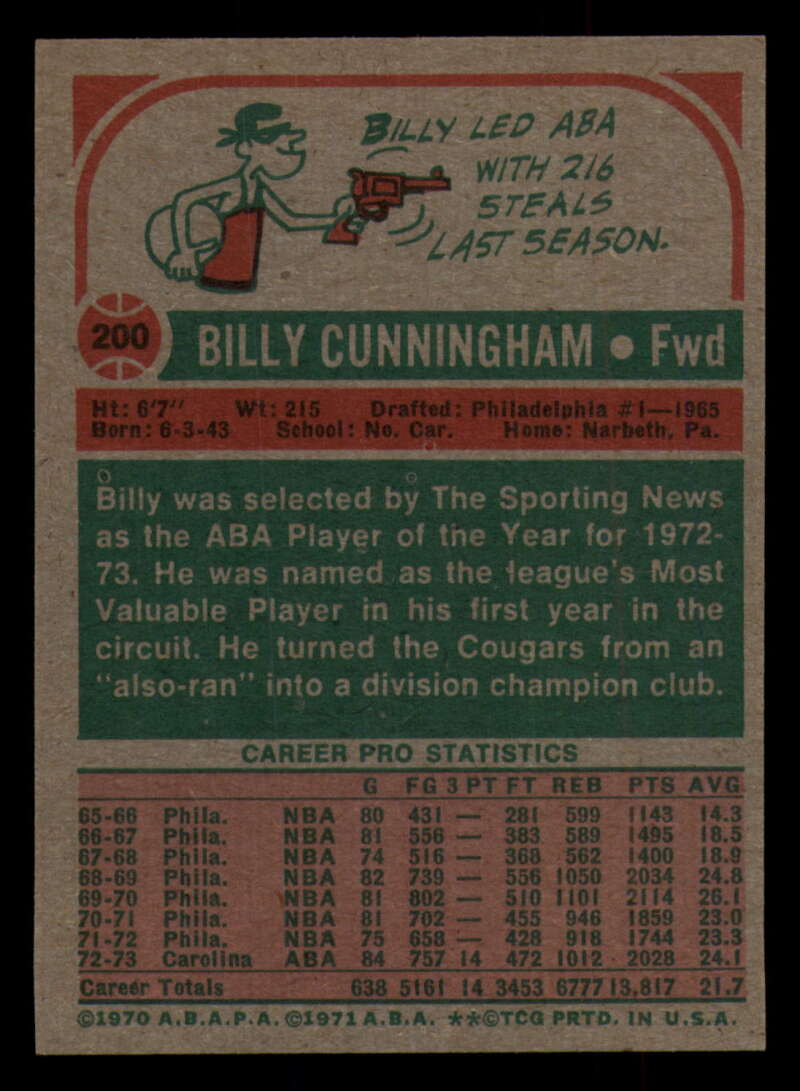 BILLY LED ABA
WITH 216
STEALS
LAST SEASON.
200 BILLY CUNNINGHAM • Fwd
Ht: 6'7" Wt: 215 Drafted: Philadelphia #1—1965
Born: 6-3-43 School: No. Car. Home: Narbeth, Pa.
Billy was selected by The Sporting News
as the ABA Player of the Year for 1972-
73. He was named as the league's Most
Valuable Player in his first year in the
circuit. He turned the Cougars from an
"also-ran" into a division champion club.
CAREER PRO STATISTICS
G FG 3 PT FT REB PTS AVG
65-66 Phila. NBA 80 431 — 281 599 1143 14.3
66-67 Phila. NBA 81 556 — 383 589 1495 18.5
67-68 Phila. NBA 74 516 — 368 562 1400 18.9
68-69 Phila. NBA 82 739 — 556 1050 2034 24.8
69-70 Phila. NBA 81 802 — 510 1101 2114 26.1
70-71 Phila. NBA 81 702 — 455 946 1859 23.0
71-72 Phila. NBA 75 658 — 428 918 1744 23.3
72-73 Carolina ABA 84 757 14 472 1012 2028 24.1
Career Totals 638 5161 14 3453 6777 13,817 21.7
©1970 A.B.A.P.A. ©1971 A.B.A. **©TCG PRTD. IN U.S.A.